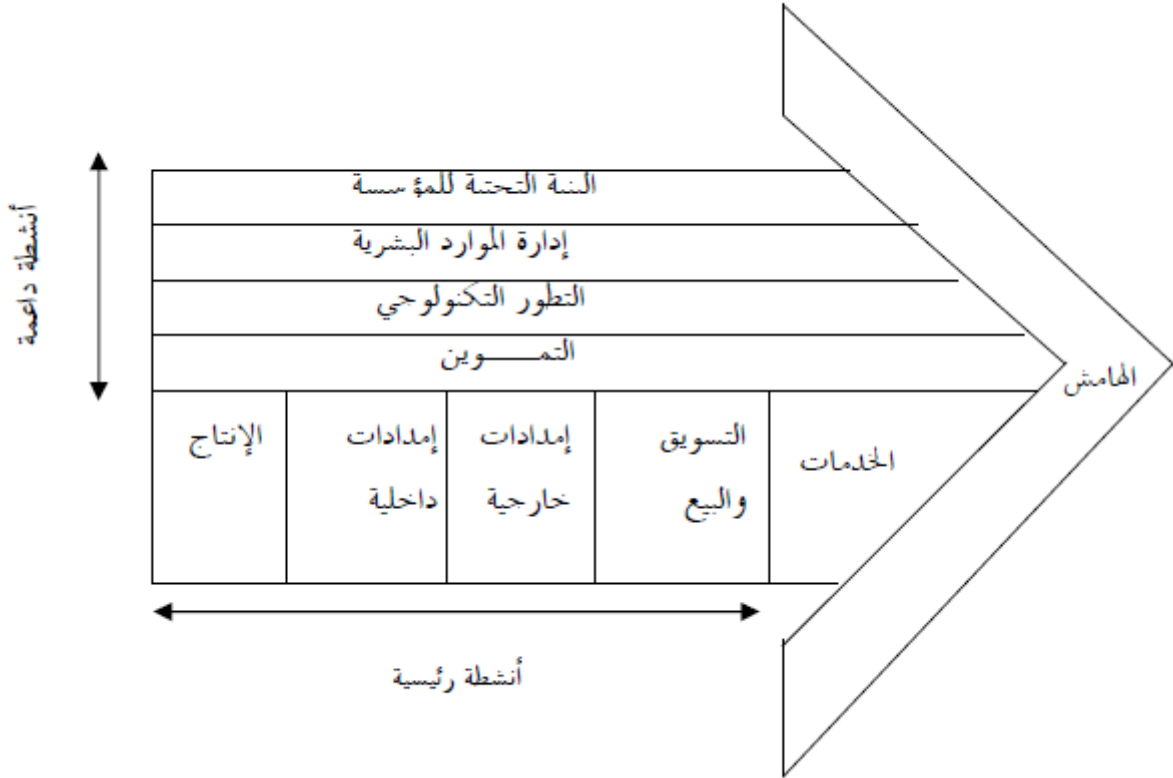 البنية التحتية للمؤسسة
إدارة الموارد البشرية
التطور التكنولوجي
التمـــــوين
أنشطة داعمة
الهامش
الإنتاج
إمدادات
داخلية
إمدادات
خارجية
التسويق
والبيع
الخدمات
أنشطة رئيسية